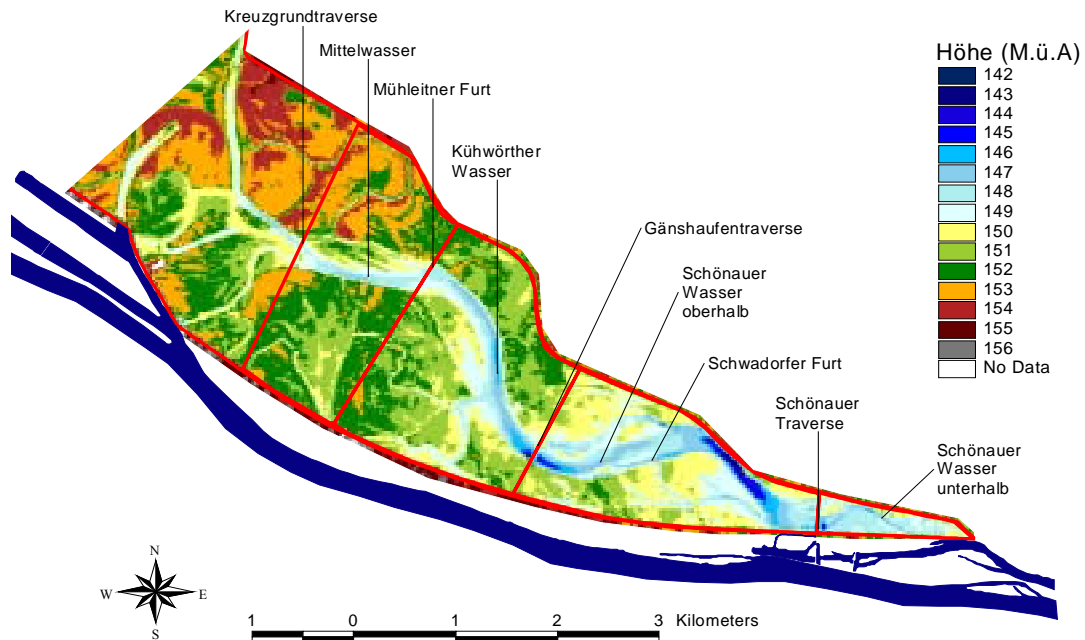 Kreuzgrundtraverse
Mittelwasser
Mühleitner Furt
Kühwörther
Wasser
Gänshaufentraverse
Schönauer
Wasser
oberhalb
Schwadorfer Furt
Schönauer
Traverse
Schönauer
Wasser
unterhalb
Höhe (M.ü.A)
142
143
144
145
146
147
148
149
150
151
152
153
154
155
156
No Data
N
W E
S
1 0 1 2 3 Kilometers